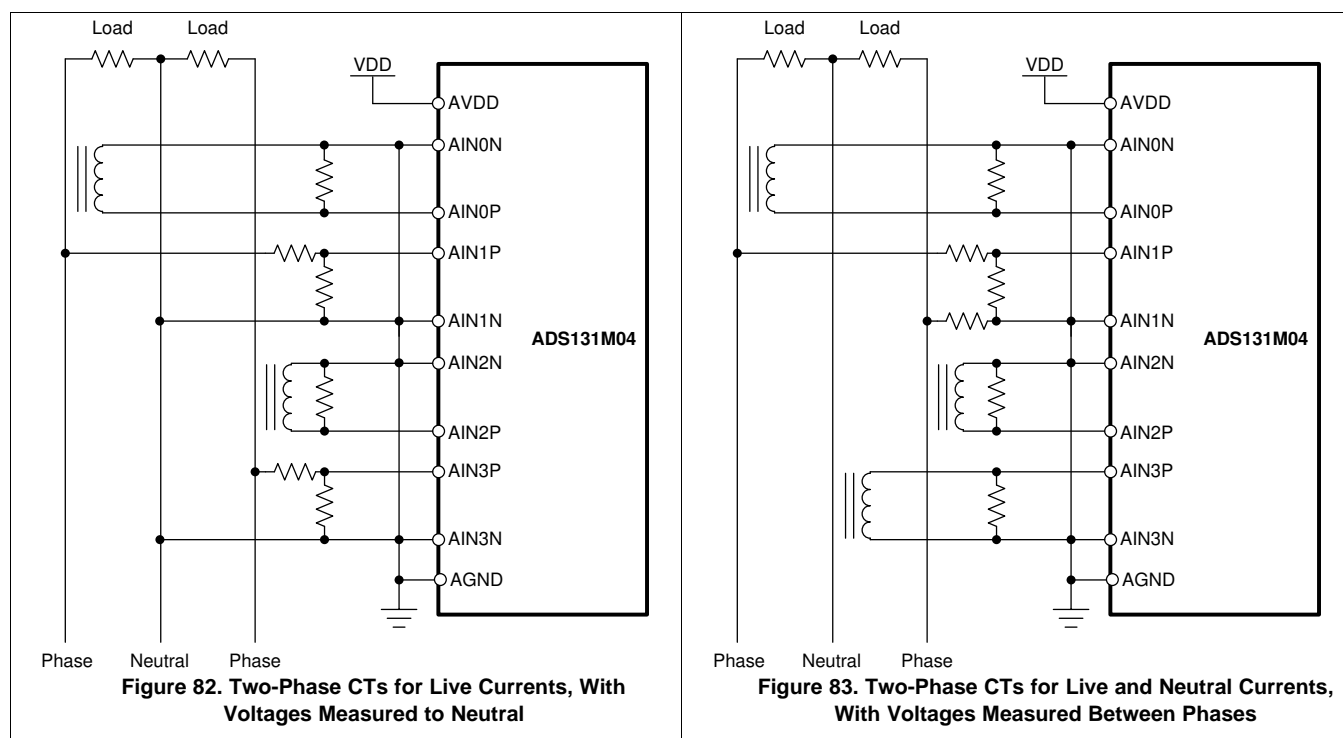 Load Load
VDD
AVDD
AIN0N
AIN0P
AIN1P
AIN1N
ADS131M04
AIN2N
AIN2P
AIN3P
AIN3N
AGND
Phase Neutral Phase
Figure 82. Two-Phase CTs for Live Currents, With
Voltages Measured to Neutral
Load Load
VDD
AVDD
AIN0N
AIN0P
AIN1P
AIN1N
ADS131M04
AIN2N
AIN2P
AIN3P
AIN3N
AGND
Phase Neutral Phase
Figure 83. Two-Phase CTs for Live and Neutral Currents,
With Voltages Measured Between Phases